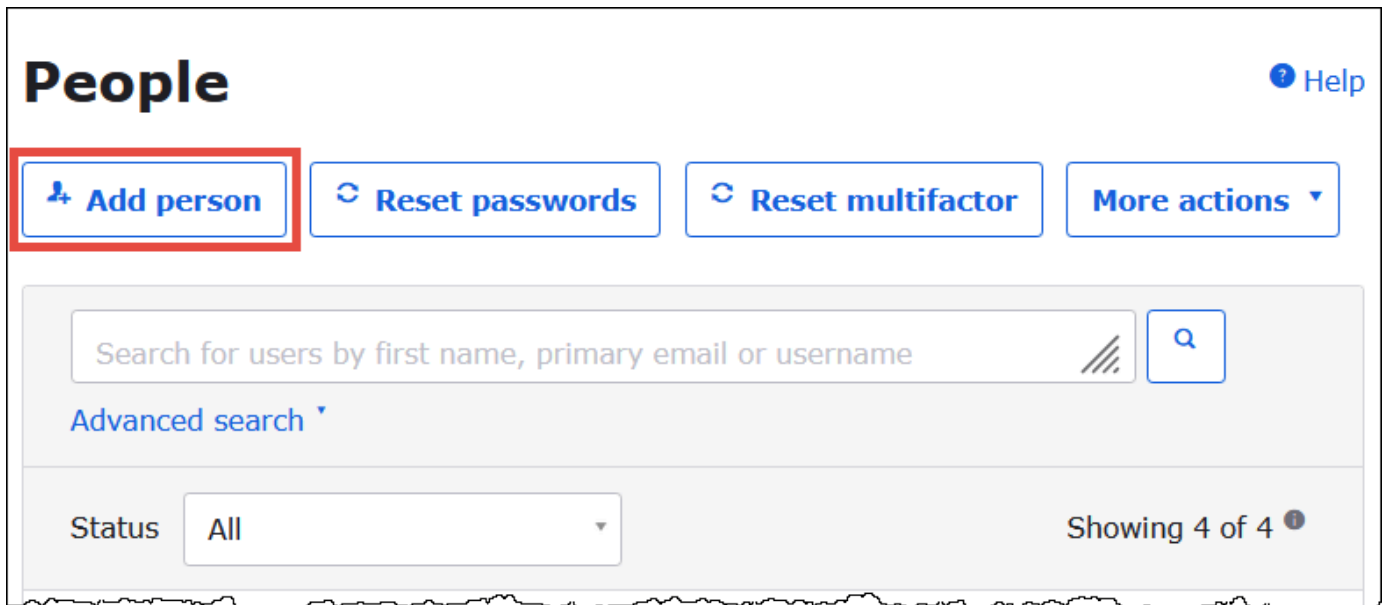 People
Help
Add person
Reset passwords
Reset multifactor
More actions
Search for users by first name, primary email or username
Advanced search
Status
All
Showing 4 of 4